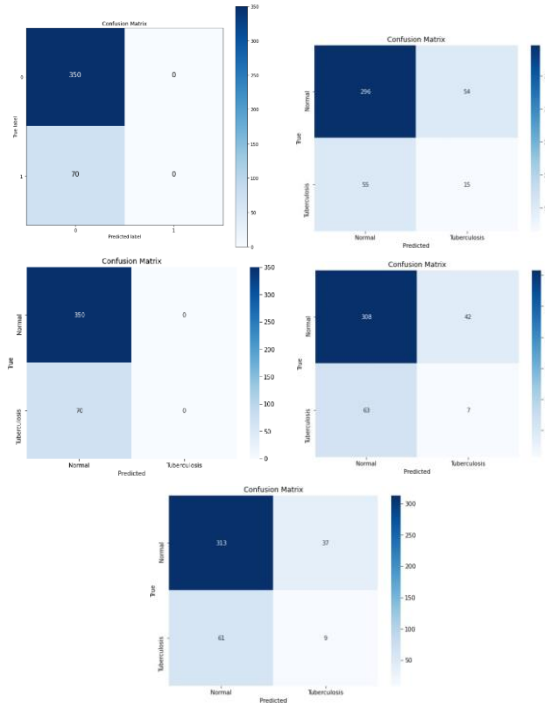 Confusion Matrix
350 0
70 0
0
1
True label
0 1
Predicted label
350
300
250
200
150
100
50
0
Confusion Matrix
296 54
55 15
Normal
Tuberculosis
True
Normal Tuberculosis
Predicted
Confusion Matrix
350 0
70 0
Normal
Tuberculosis
True
Normal Tuberculosis
Predicted
350
300
250
200
150
100
50
0
Confusion Matrix
308 42
63 7
Normal
Tuberculosis
True
Normal Tuberculosis
Predicted
Confusion Matrix
313 37
61 9
Normal
Tuberculosis
True
Normal Tuberculosis
Predicted
300
250
200
150
100
50